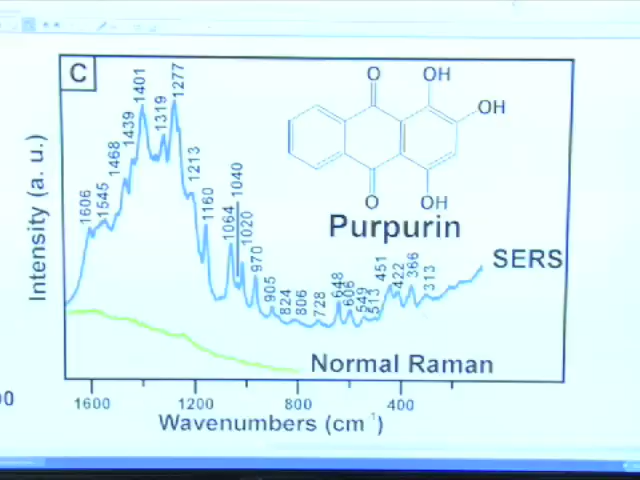 C
O
OH
OH
O
OH
Purpurin
1606
1545
1468
1439
1401
1319
1277
1213
1160
1064
1040
1020
970
905
824
806
728
648
606
549
513
451
422
366
313
SERS
Normal Raman
Intensity (a. u.)
1600
1200
800
400
Wavenumbers (cm⁻¹)